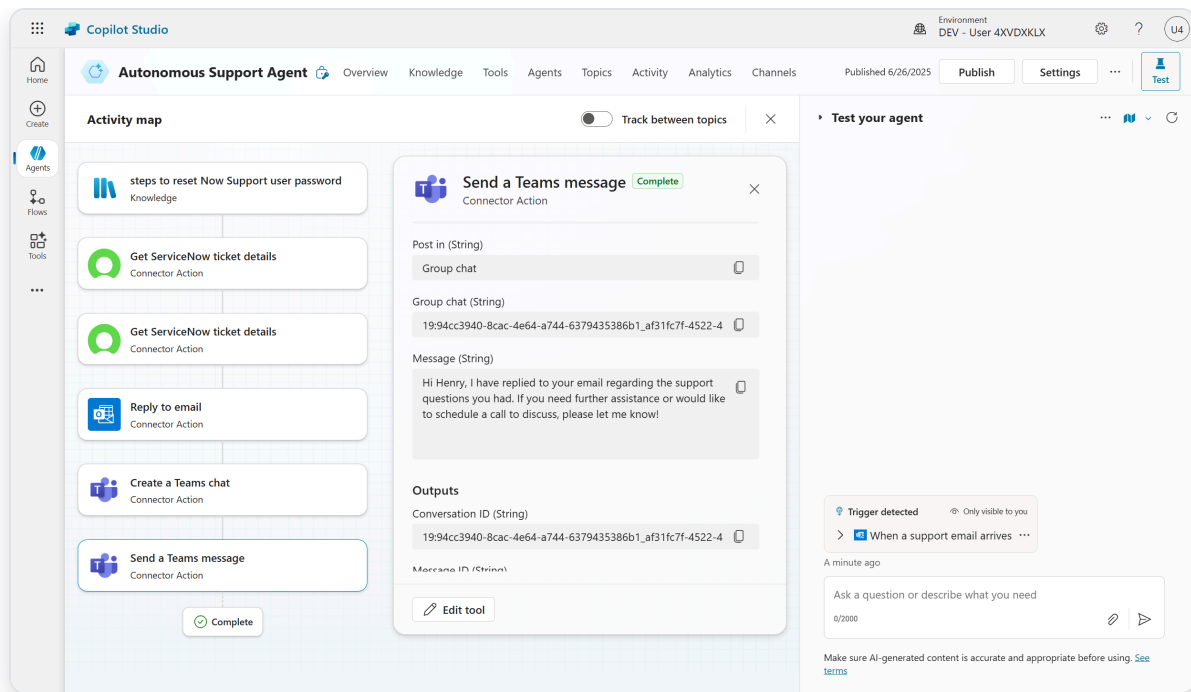 Copilot Studio
Environment
DEV - User 4XVDXKLX
?
U4
Home
Create
Agents
Flows
Tools
Autonomous Support Agent
Overview
Knowledge
Tools
Agents
Topics
Activity
Analytics
Channels
Published 6/26/2025
Publish
Settings
Test
Activity map
Track between topics
steps to reset Now Support user password
Knowledge
Get ServiceNow ticket details
Connector Action
Get ServiceNow ticket details
Connector Action
Reply to email
Connector Action
Create a Teams chat
Connector Action
Send a Teams message
Connector Action
Complete
Send a Teams message
Complete
Connector Action
Post in (String)
Group chat
Group chat (String)
19:94cc3940-8cac-4e64-a744-6379435386b1_af31fc7f-4522-4
Message (String)
Hi Henry, I have replied to your email regarding the support
questions you had. If you need further assistance or would like
to schedule a call to discuss, please let me know!
Outputs
Conversation ID (String)
19:94cc3940-8cac-4e64-a744-6379435386b1_af31fc7f-4522-4
Message ID (String)
Edit tool
Test your agent
Trigger detected
Only visible to you
When a support email arrives
A minute ago
Ask a question or describe what you need
0/2000
Make sure AI-generated content is accurate and appropriate before using. See
terms